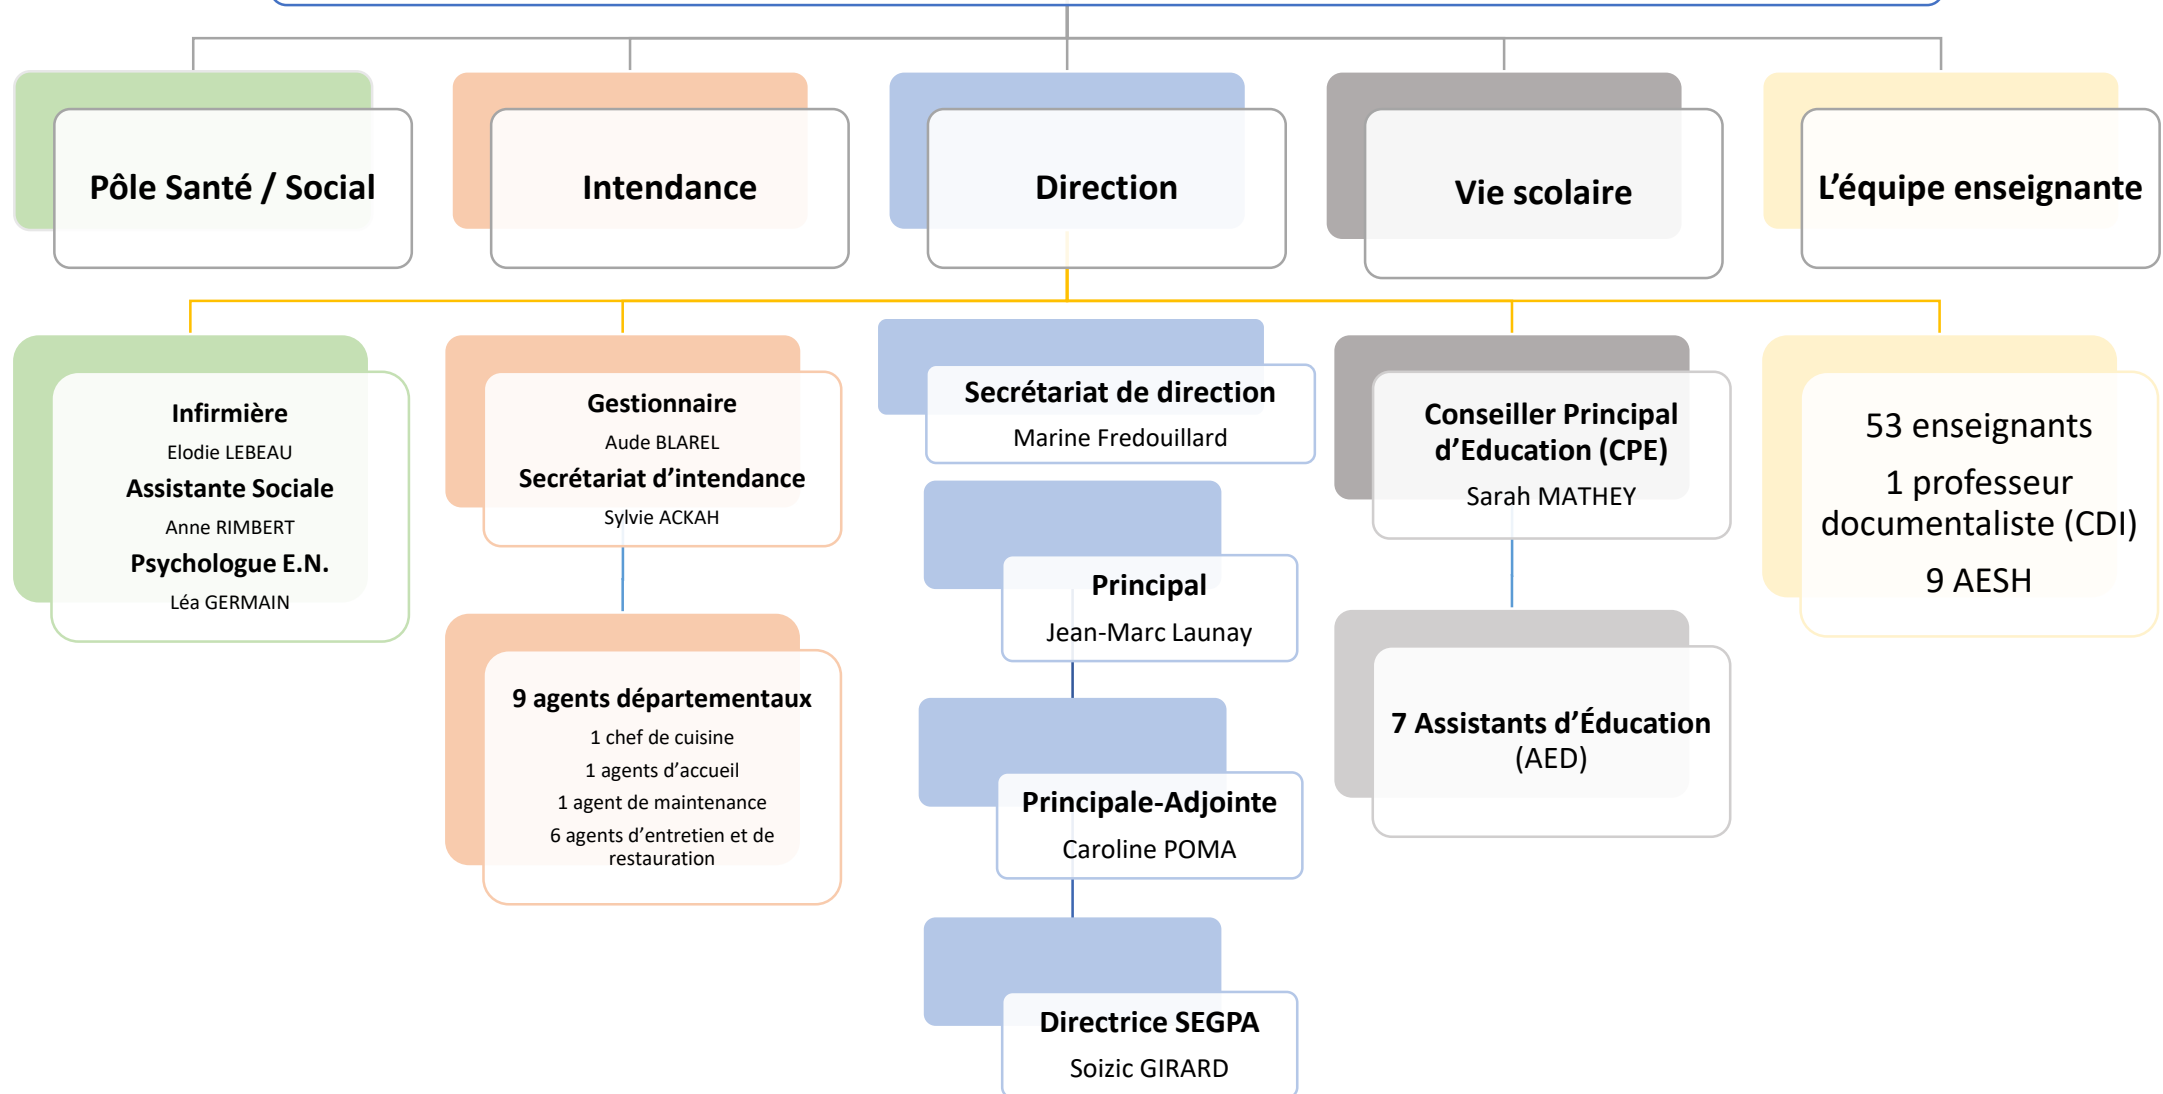 Pôle Santé / Social
Intendance
Direction
Vie scolaire
L’équipe enseignante
Infirmière
Elodie LEBEAU
Assistante Sociale
Anne RIMBERT
Psychologue E.N.
Léa GERMAIN
Gestionnaire
Aude BLAREL
Secrétariat d’intendance
Sylvie ACKAH
9 agents départementaux
1 chef de cuisine
1 agents d’accueil
1 agent de maintenance
6 agents d’entretien et de
restauration
Secrétariat de direction
Marine Fredouillard
Principal
Jean-Marc Launay
Principale-Adjointe
Caroline POMA
Directrice SEGPA
Soizic GIRARD
Conseiller Principal
d’Education (CPE)
Sarah MATHEY
7 Assistants d’Éducation
(AED)
53 enseignants
1 professeur
documentaliste (CDI)
9 AESH